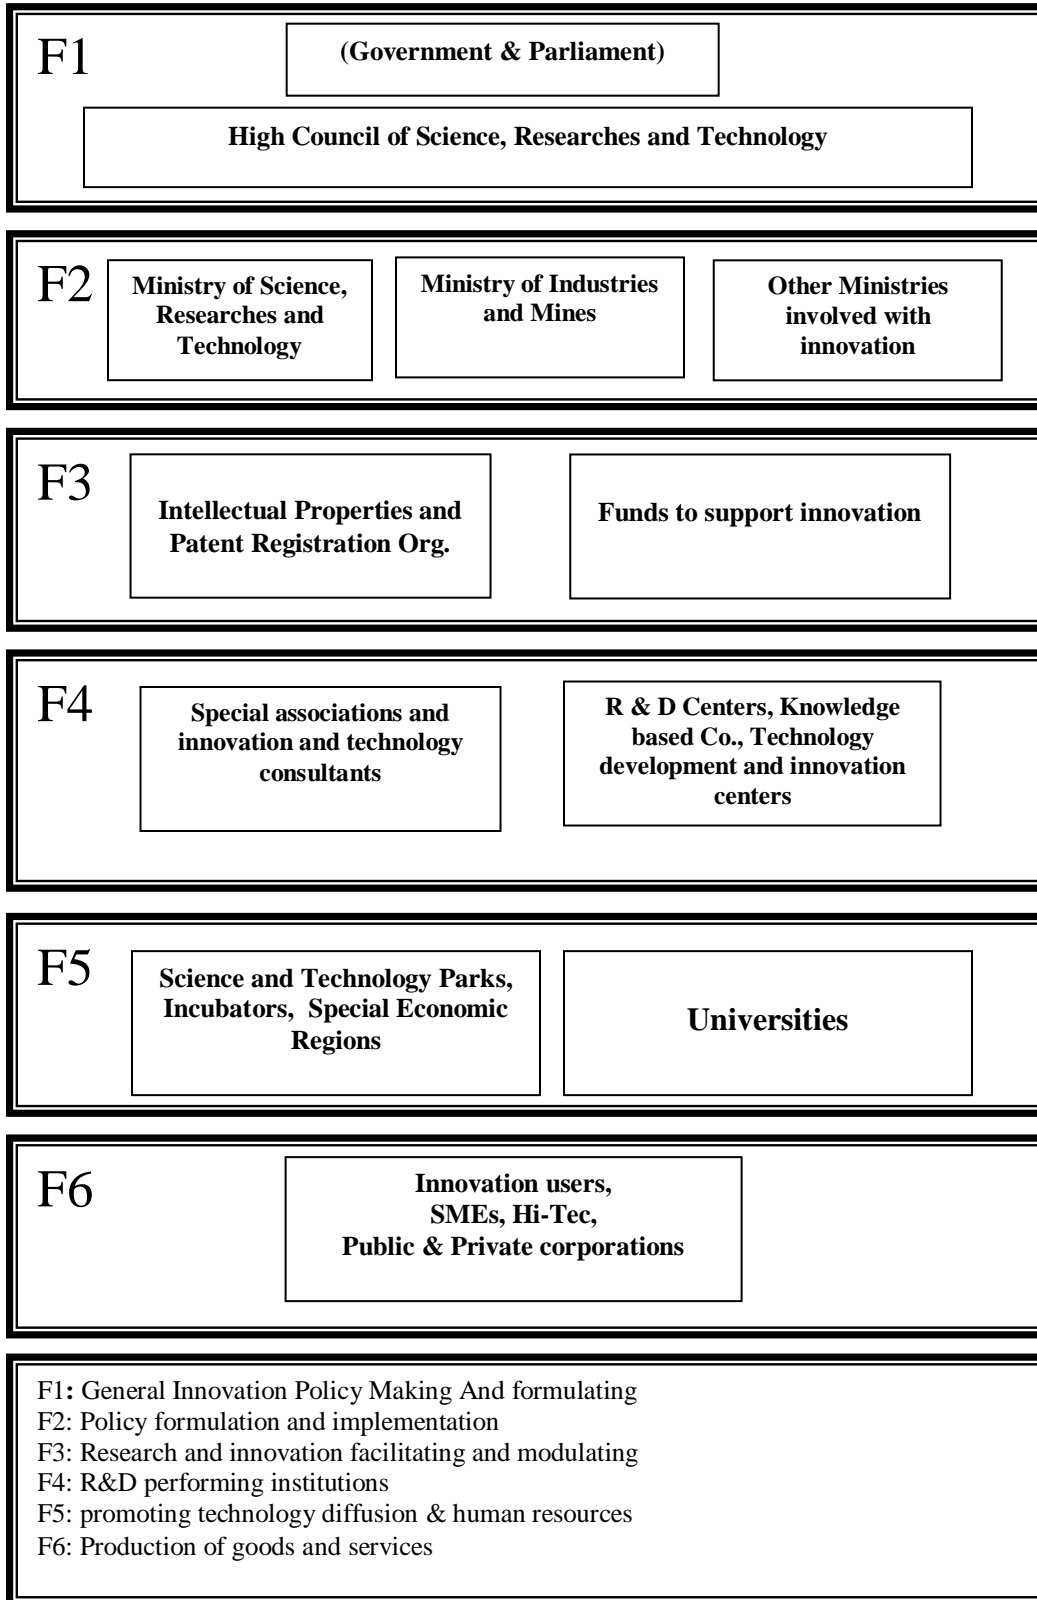 F1
(Government & Parliament)
High Council of Science, Researches and Technology
F2
Ministry of Science,
Researches and
Technology
Ministry of Industries
and Mines
Other Ministries
involved with
innovation
F3
Intellectual Properties and
Patent Registration Org.
Funds to support innovation
F4
Special associations and
innovation and technology
consultants
R & D Centers, Knowledge
based Co., Technology
development and innovation
centers
F5
Science and Technology Parks,
Incubators, Special Economic
Regions
Universities
F6
Innovation users,
SMEs, Hi-Tec,
Public & Private corporations
F1: General Innovation Policy Making And formulating
F2: Policy formulation and implementation
F3: Research and innovation facilitating and modulating
F4: R&D performing institutions
F5: promoting technology diffusion & human resources
F6: Production of goods and services